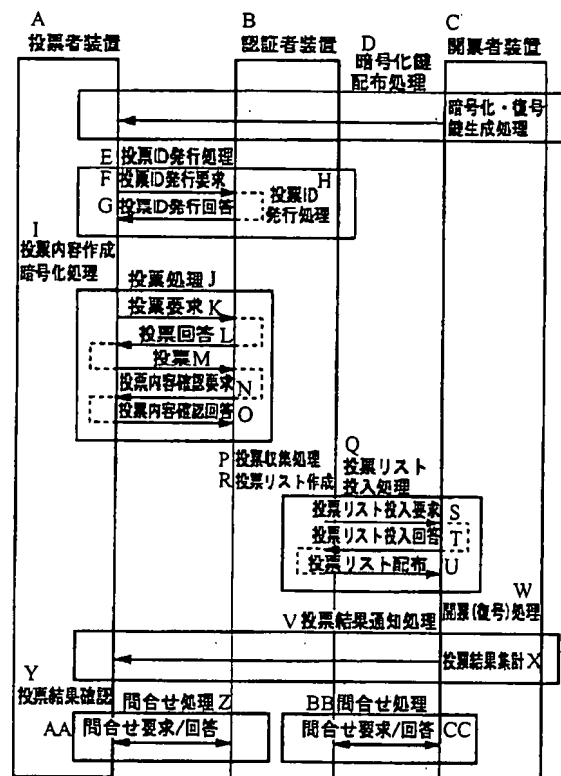 A
投票者装置
B
認証者装置
C
開票者装置
D
暗号化鍵
配布処理
暗号化・復号
鍵生成処理
E 投票ID発行処理
F 投票ID発行要求
G 投票ID発行回答
H
投票ID
発行処理
I
投票内容作成
暗号化処理
投票処理 J
投票要求 K
投票回答 L
投票 M
投票内容確認要求 N
投票内容確認回答 O
P 投票収集処理
R 投票リスト作成
Q
投票リスト
投入処理
投票リスト投入要求 S
投票リスト投入回答 T
投票リスト配布 U
V 投票結果通知処理
W
開票(復号)処理
投票結果集計 X
Y
投票結果確認
問合せ処理 Z
AA 問合せ要求/回答
BB 問合せ処理
問合せ要求/回答 CC